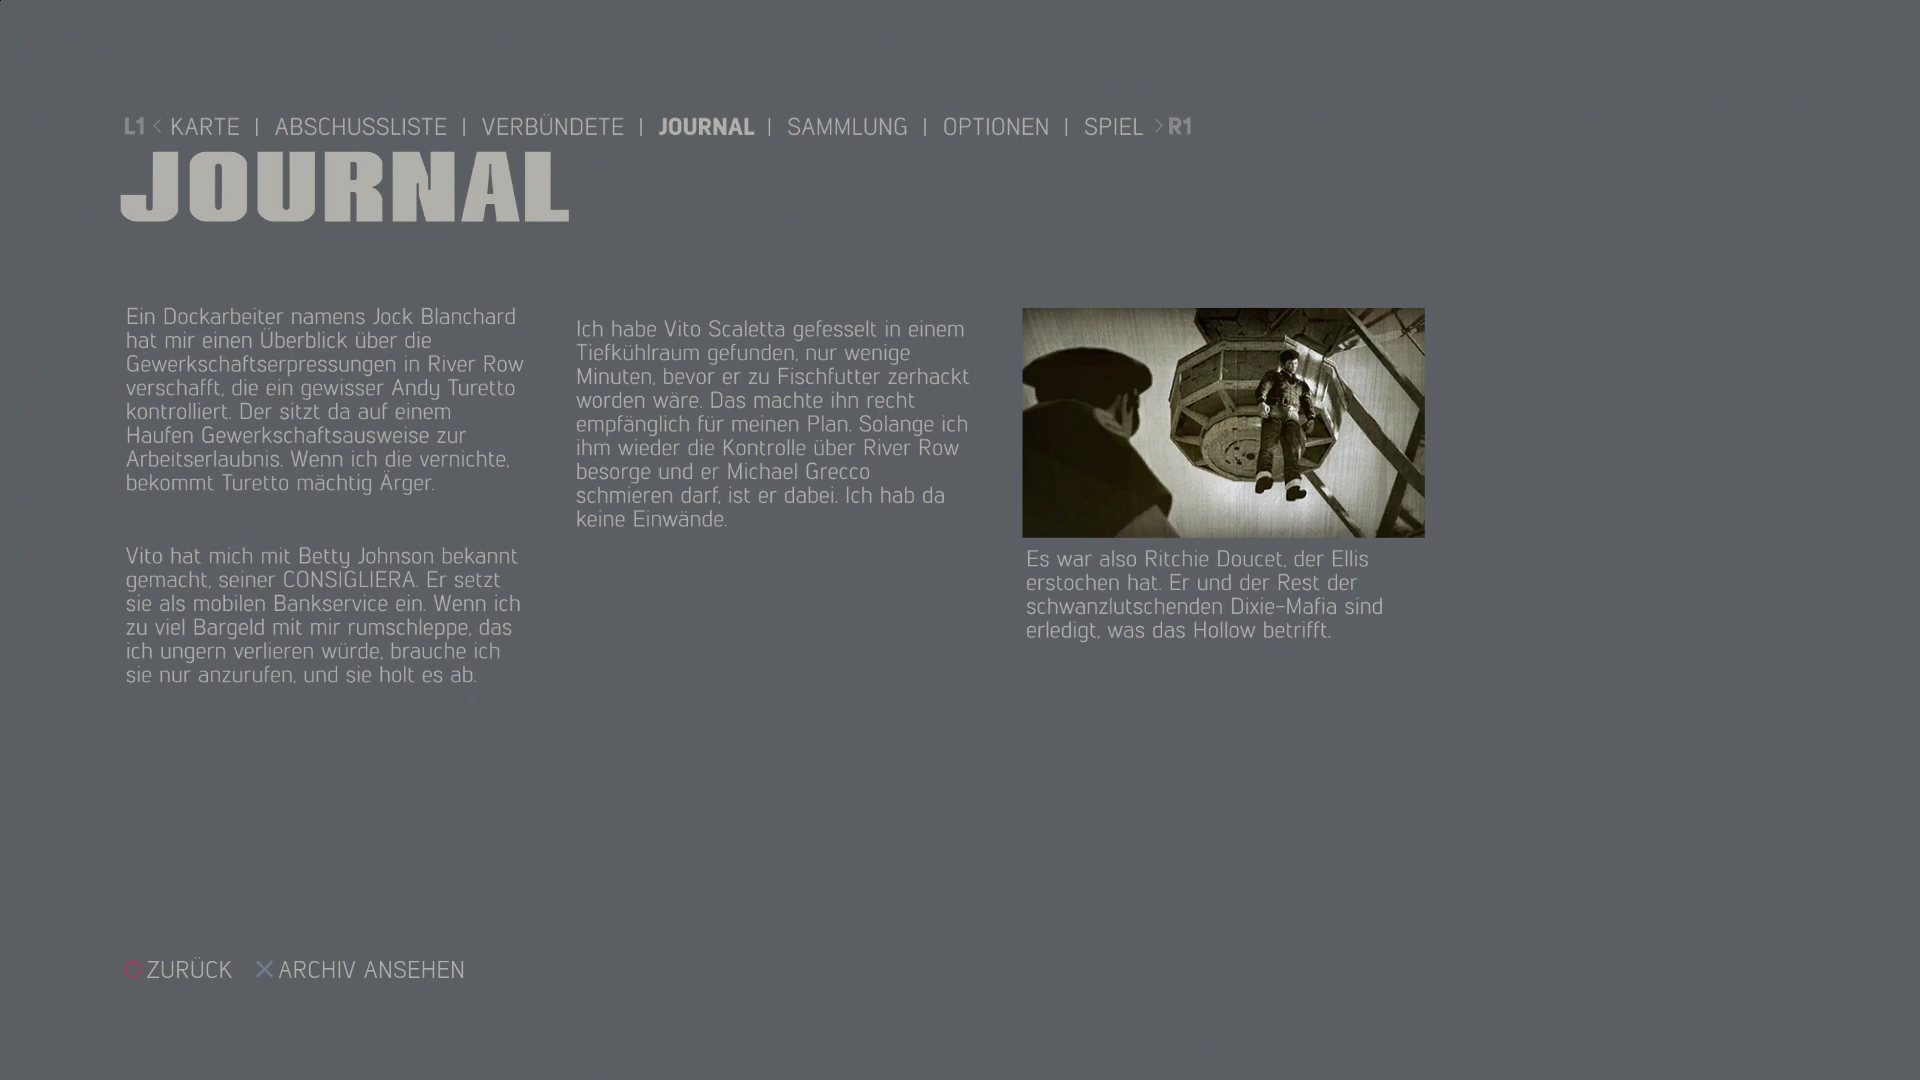 L1 < KARTE | ABSCHUSSLISTE | VERBÜNDETE | JOURNAL | SAMMLUNG | OPTIONEN | SPIEL > R1
JOURNAL
Ein Dockarbeiter namens Jock Blanchard
hat mir einen Überblick über die
Gewerkschaftserpressungen in River Row
verschafft, die ein gewisser Andy Turetto
kontrolliert. Der sitzt da auf einem
Haufen Gewerkschaftsausweise zur
Arbeitserlaubnis. Wenn ich die vernichte,
bekommt Turetto mächtig Ärger.
Vito hat mich mit Betty Johnson bekannt
gemacht, seiner CONSIGLIERA. Er setzt
sie als mobilen Bankservice ein. Wenn ich
zu viel Bargeld mit mir rumschleppe, das
ich ungern verlieren würde, brauche ich
sie nur anzurufen, und sie holt es ab.
Ich habe Vito Scaletta gefesselt in einem
Tiefkühlraum gefunden, nur wenige
Minuten, bevor er zu Fischfutter zerhackt
worden wäre. Das machte ihn recht
empfänglich für meinen Plan. Solange ich
ihm wieder die Kontrolle über River Row
besorge und er Michael Grecco
schmieren darf, ist er dabei. Ich hab da
keine Einwände.
Es war also Ritchie Doucet, der Ellis
erstochen hat. Er und der Rest der
schwanzlutschenden Dixie-Mafia sind
erledigt, was das Hollow betrifft.
ZURÜCK ARCHIV ANSEHEN